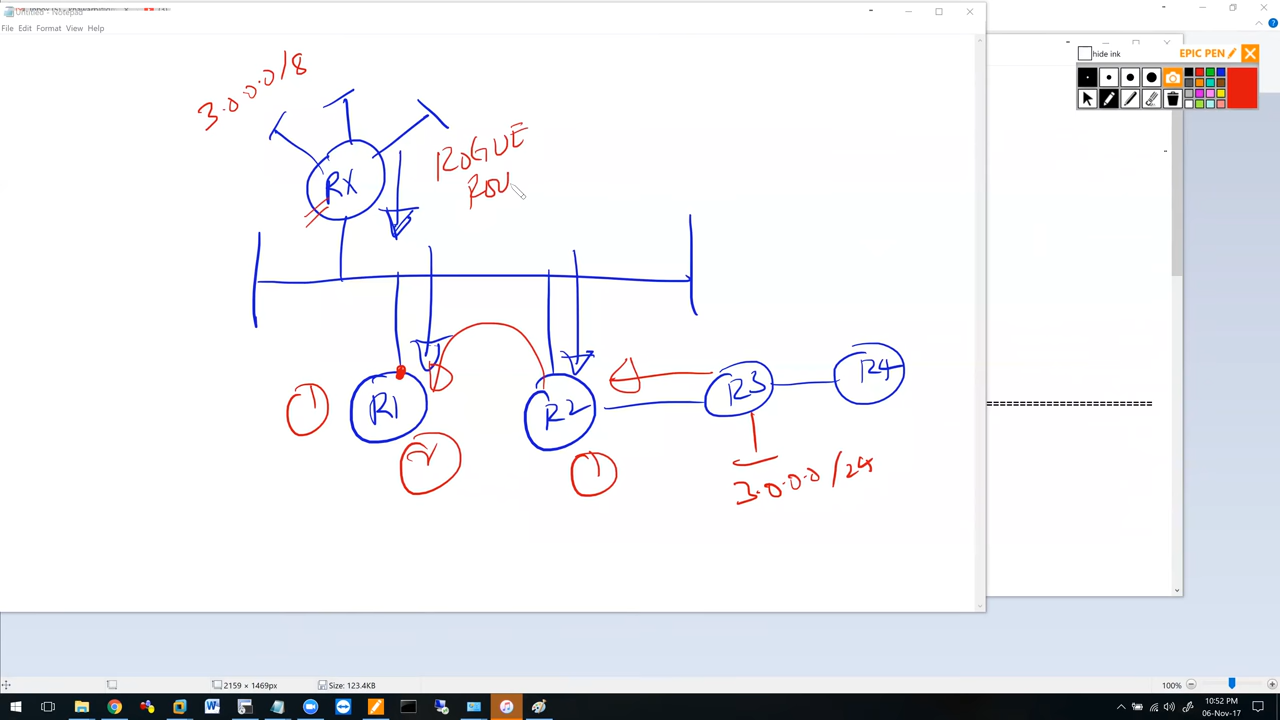 Untitled - Notepad
File Edit Format View Help
hide ink
EPIC PEN
3.0.0.0/8
ROGUE
ROU
RX
R1
R2
R3
R4
1
2
1
3.0.0.0/24
========================
2159 × 1469px
Size: 123.4KB
100%
10:52 PM
06-Nov-17